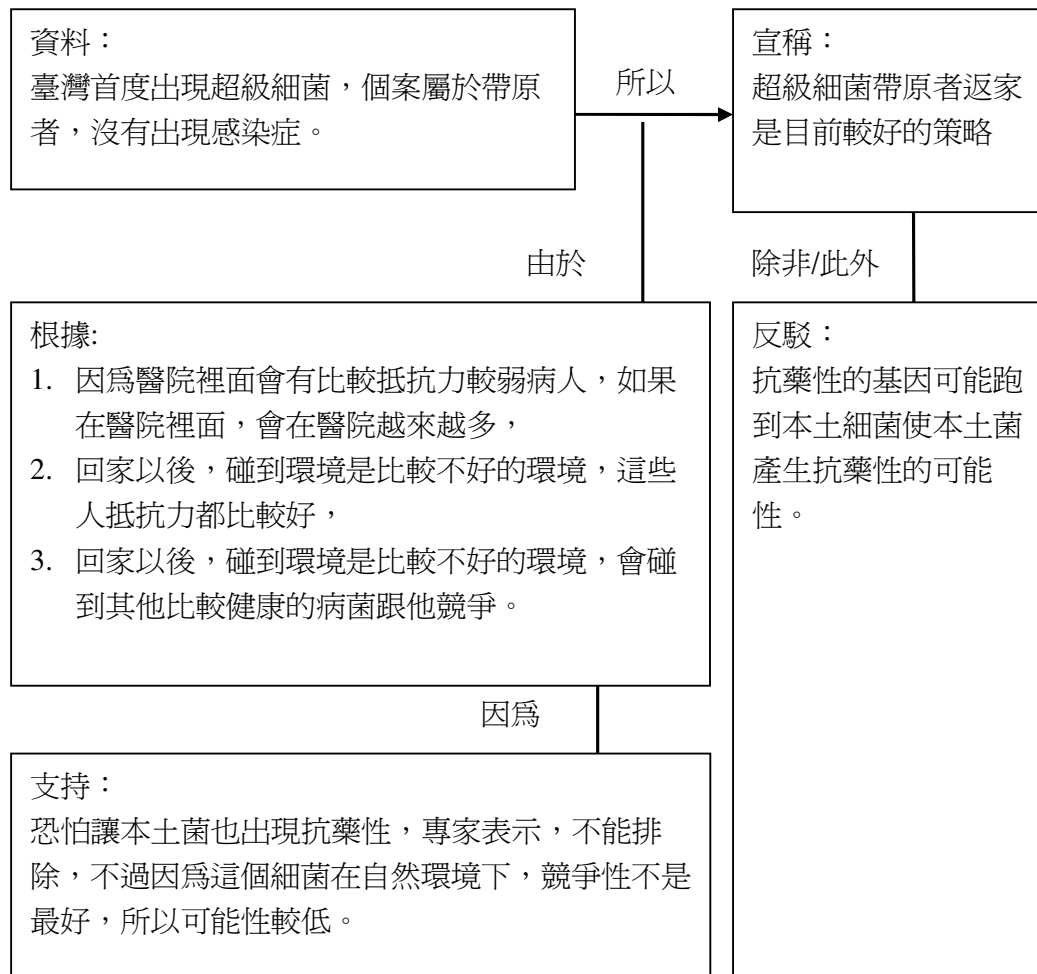 資料：
臺灣首度出現超級細菌，個案屬於帶原
者，沒有出現感染症。
所以
宣稱：
超級細菌帶原者返家
是目前較好的策略
由於
除非/此外
根據:
1. 因爲醫院裡面會有比較抵抗力較弱病人，如果
在醫院裡面，會在醫院越來越多，
2. 回家以後，碰到環境是比較不好的環境，這些
人抵抗力都比較好，
3. 回家以後，碰到環境是比較不好的環境，會碰
到其他比較健康的病菌跟他競爭。
反駁：
抗藥性的基因可能跑
到本土細菌使本土菌
產生抗藥性的可能
性。
因爲
支持：
恐怕讓本土菌也出現抗藥性，專家表示，不能排
除，不過因爲這個細菌在自然環境下，競爭性不是
最好，所以可能性較低。